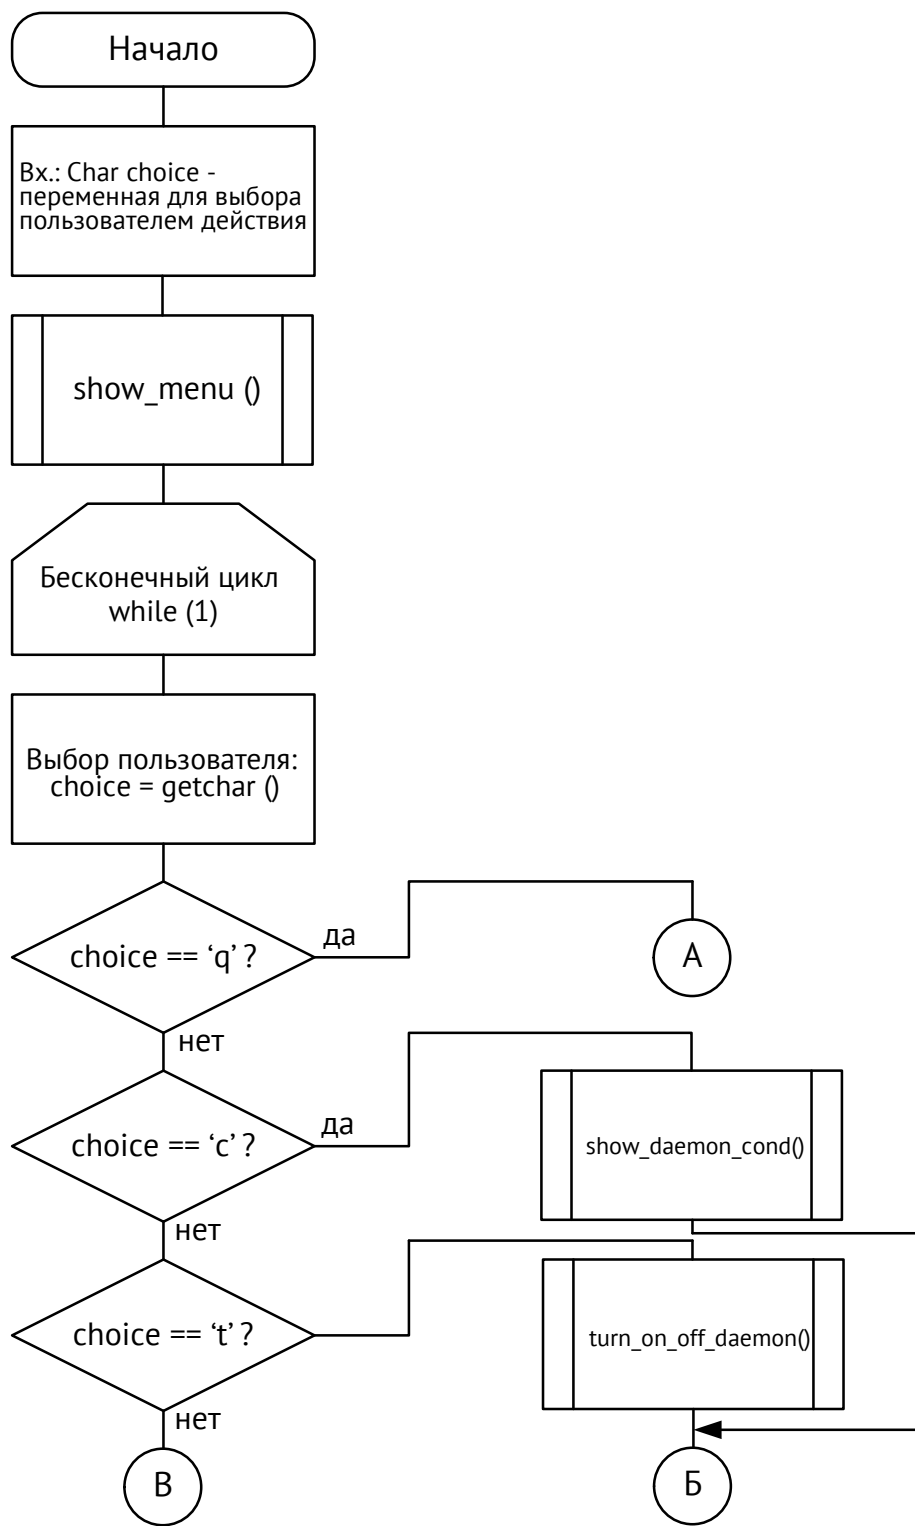 Начало
Вх.: Char choice -
переменная для выбора
пользователем действия
show_menu ()
Бесконечный цикл
while (1)
Выбор пользователя:
choice = getchar ()
choice == ‘q’ ?
да
А
нет
choice == ‘c’ ?
да
show_daemon_cond()
нет
choice == ‘t’ ?
turn_on_off_daemon()
нет
В
Б